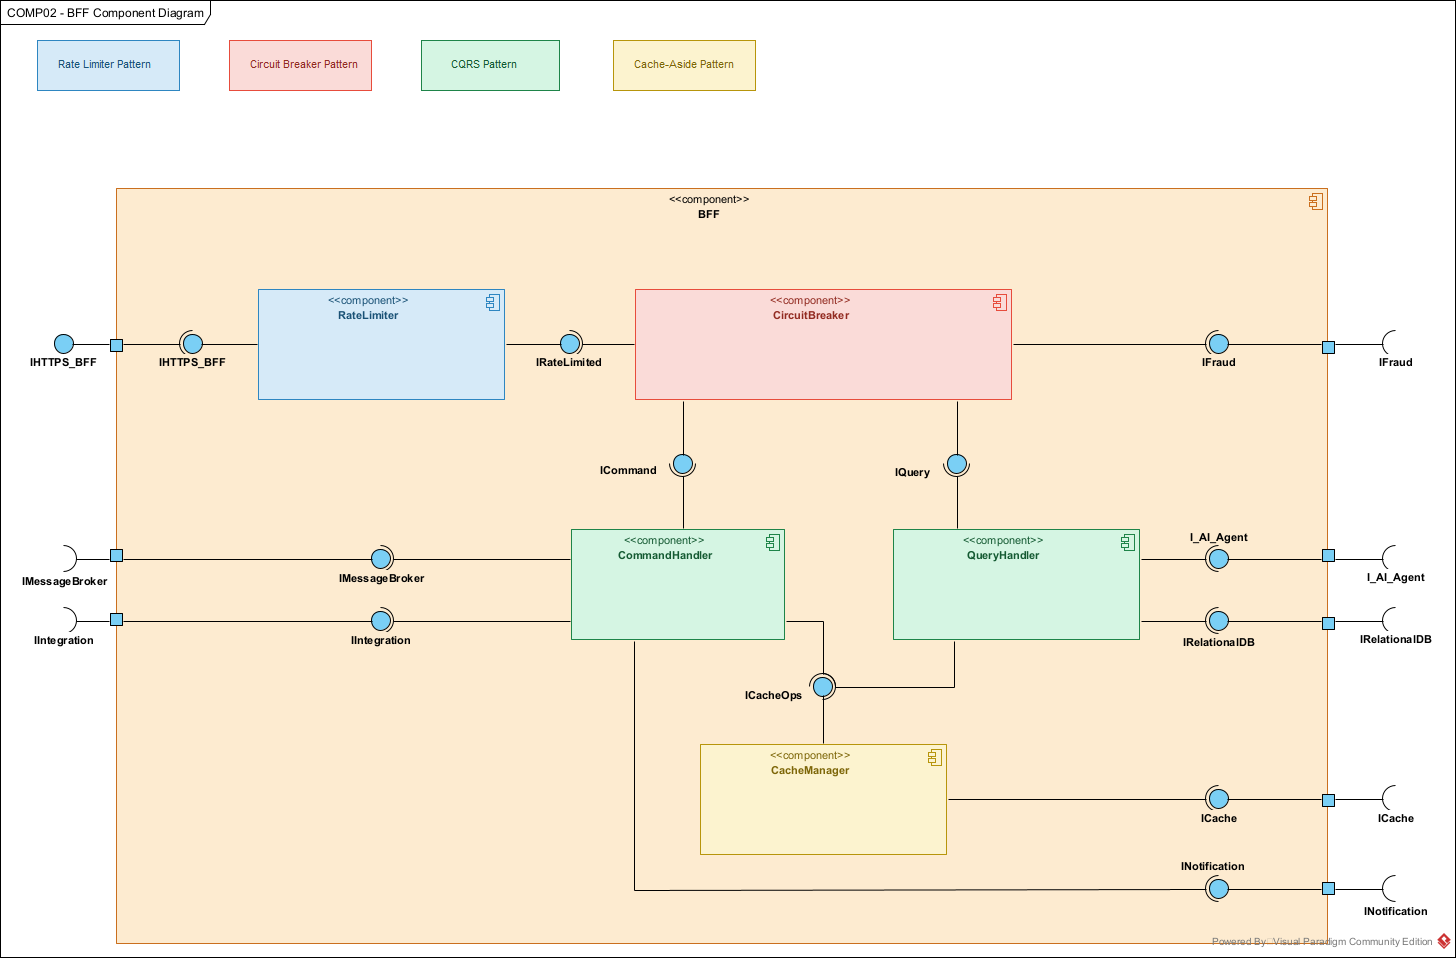 COMP02 - BFF Component Diagram
Rate Limiter Pattern
Circuit Breaker Pattern
CQRS Pattern
Cache-Aside Pattern
<<component>>
BFF
<<component>>
RateLimiter
<<component>>
CircuitBreaker
IHTTPS_BFF
IHTTPS_BFF
IRateLimited
IFraud
IFraud
ICommand
IQuery
<<component>>
CommandHandler
<<component>>
QueryHandler
I_AI_Agent
I_AI_Agent
IMessageBroker
IMessageBroker
IIntegration
IIntegration
IRelationalDB
IRelationalDB
ICacheOps
<<component>>
CacheManager
ICache
ICache
INotification
INotification
Powered By Visual Paradigm Community Edition